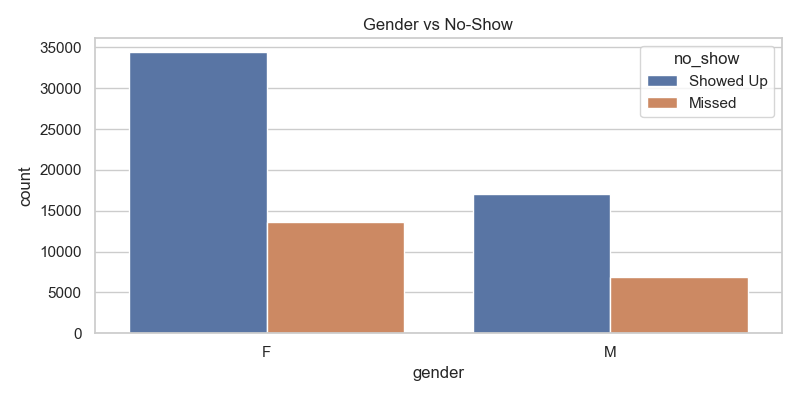 Gender vs No-Show
no_show
Showed Up
Missed
35000
30000
25000
20000
15000
10000
5000
0
count
F
M
gender